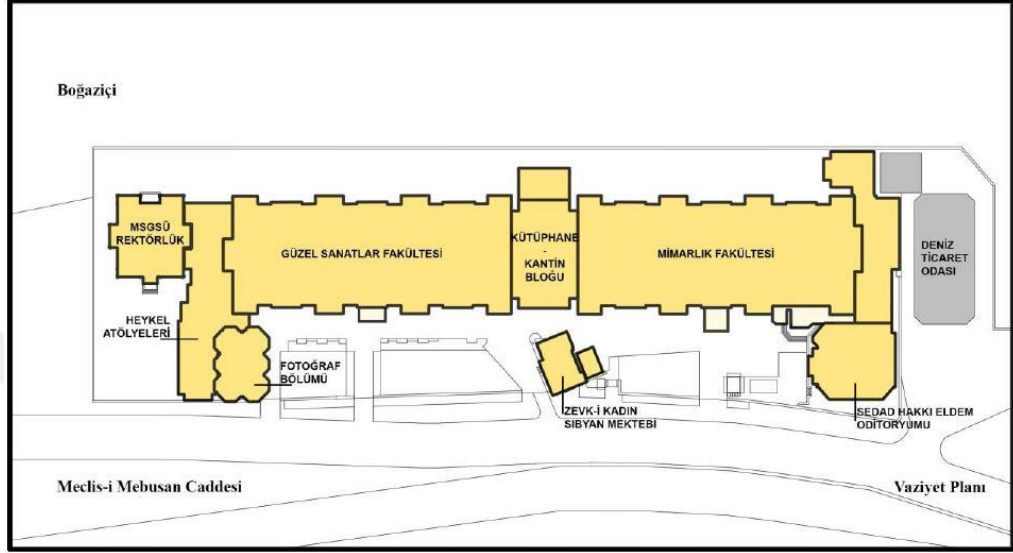 Boğaziçi
MSGSÜ
REKTÖRLÜK
GÜZEL SANATLAR FAKÜLTESİ
KÜTÜPHANE
-
KANTİN
BLOĞU
MİMARLIK FAKÜLTESİ
DENİZ
TİCARET
ODASI
HEYKEL
ATÖLYELERİ
FOTOĞRAF
BÖLÜMÜ
ZEVK-İ KADIN
SIBYAN MEKTEBİ
SEDAD HAKKI ELDEM
ODİTORYUMU
Meclis-i Mebusan Caddesi
Vaziyet Planı